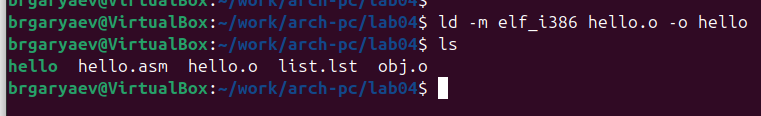 brgaryaev@VirtualBox:~/work/arch-pc/lab04$ ld -m elf_i386 hello.o -o hello
brgaryaev@VirtualBox:~/work/arch-pc/lab04$ ls
hello  hello.asm  hello.o  list.lst  obj.o
brgaryaev@VirtualBox:~/work/arch-pc/lab04$